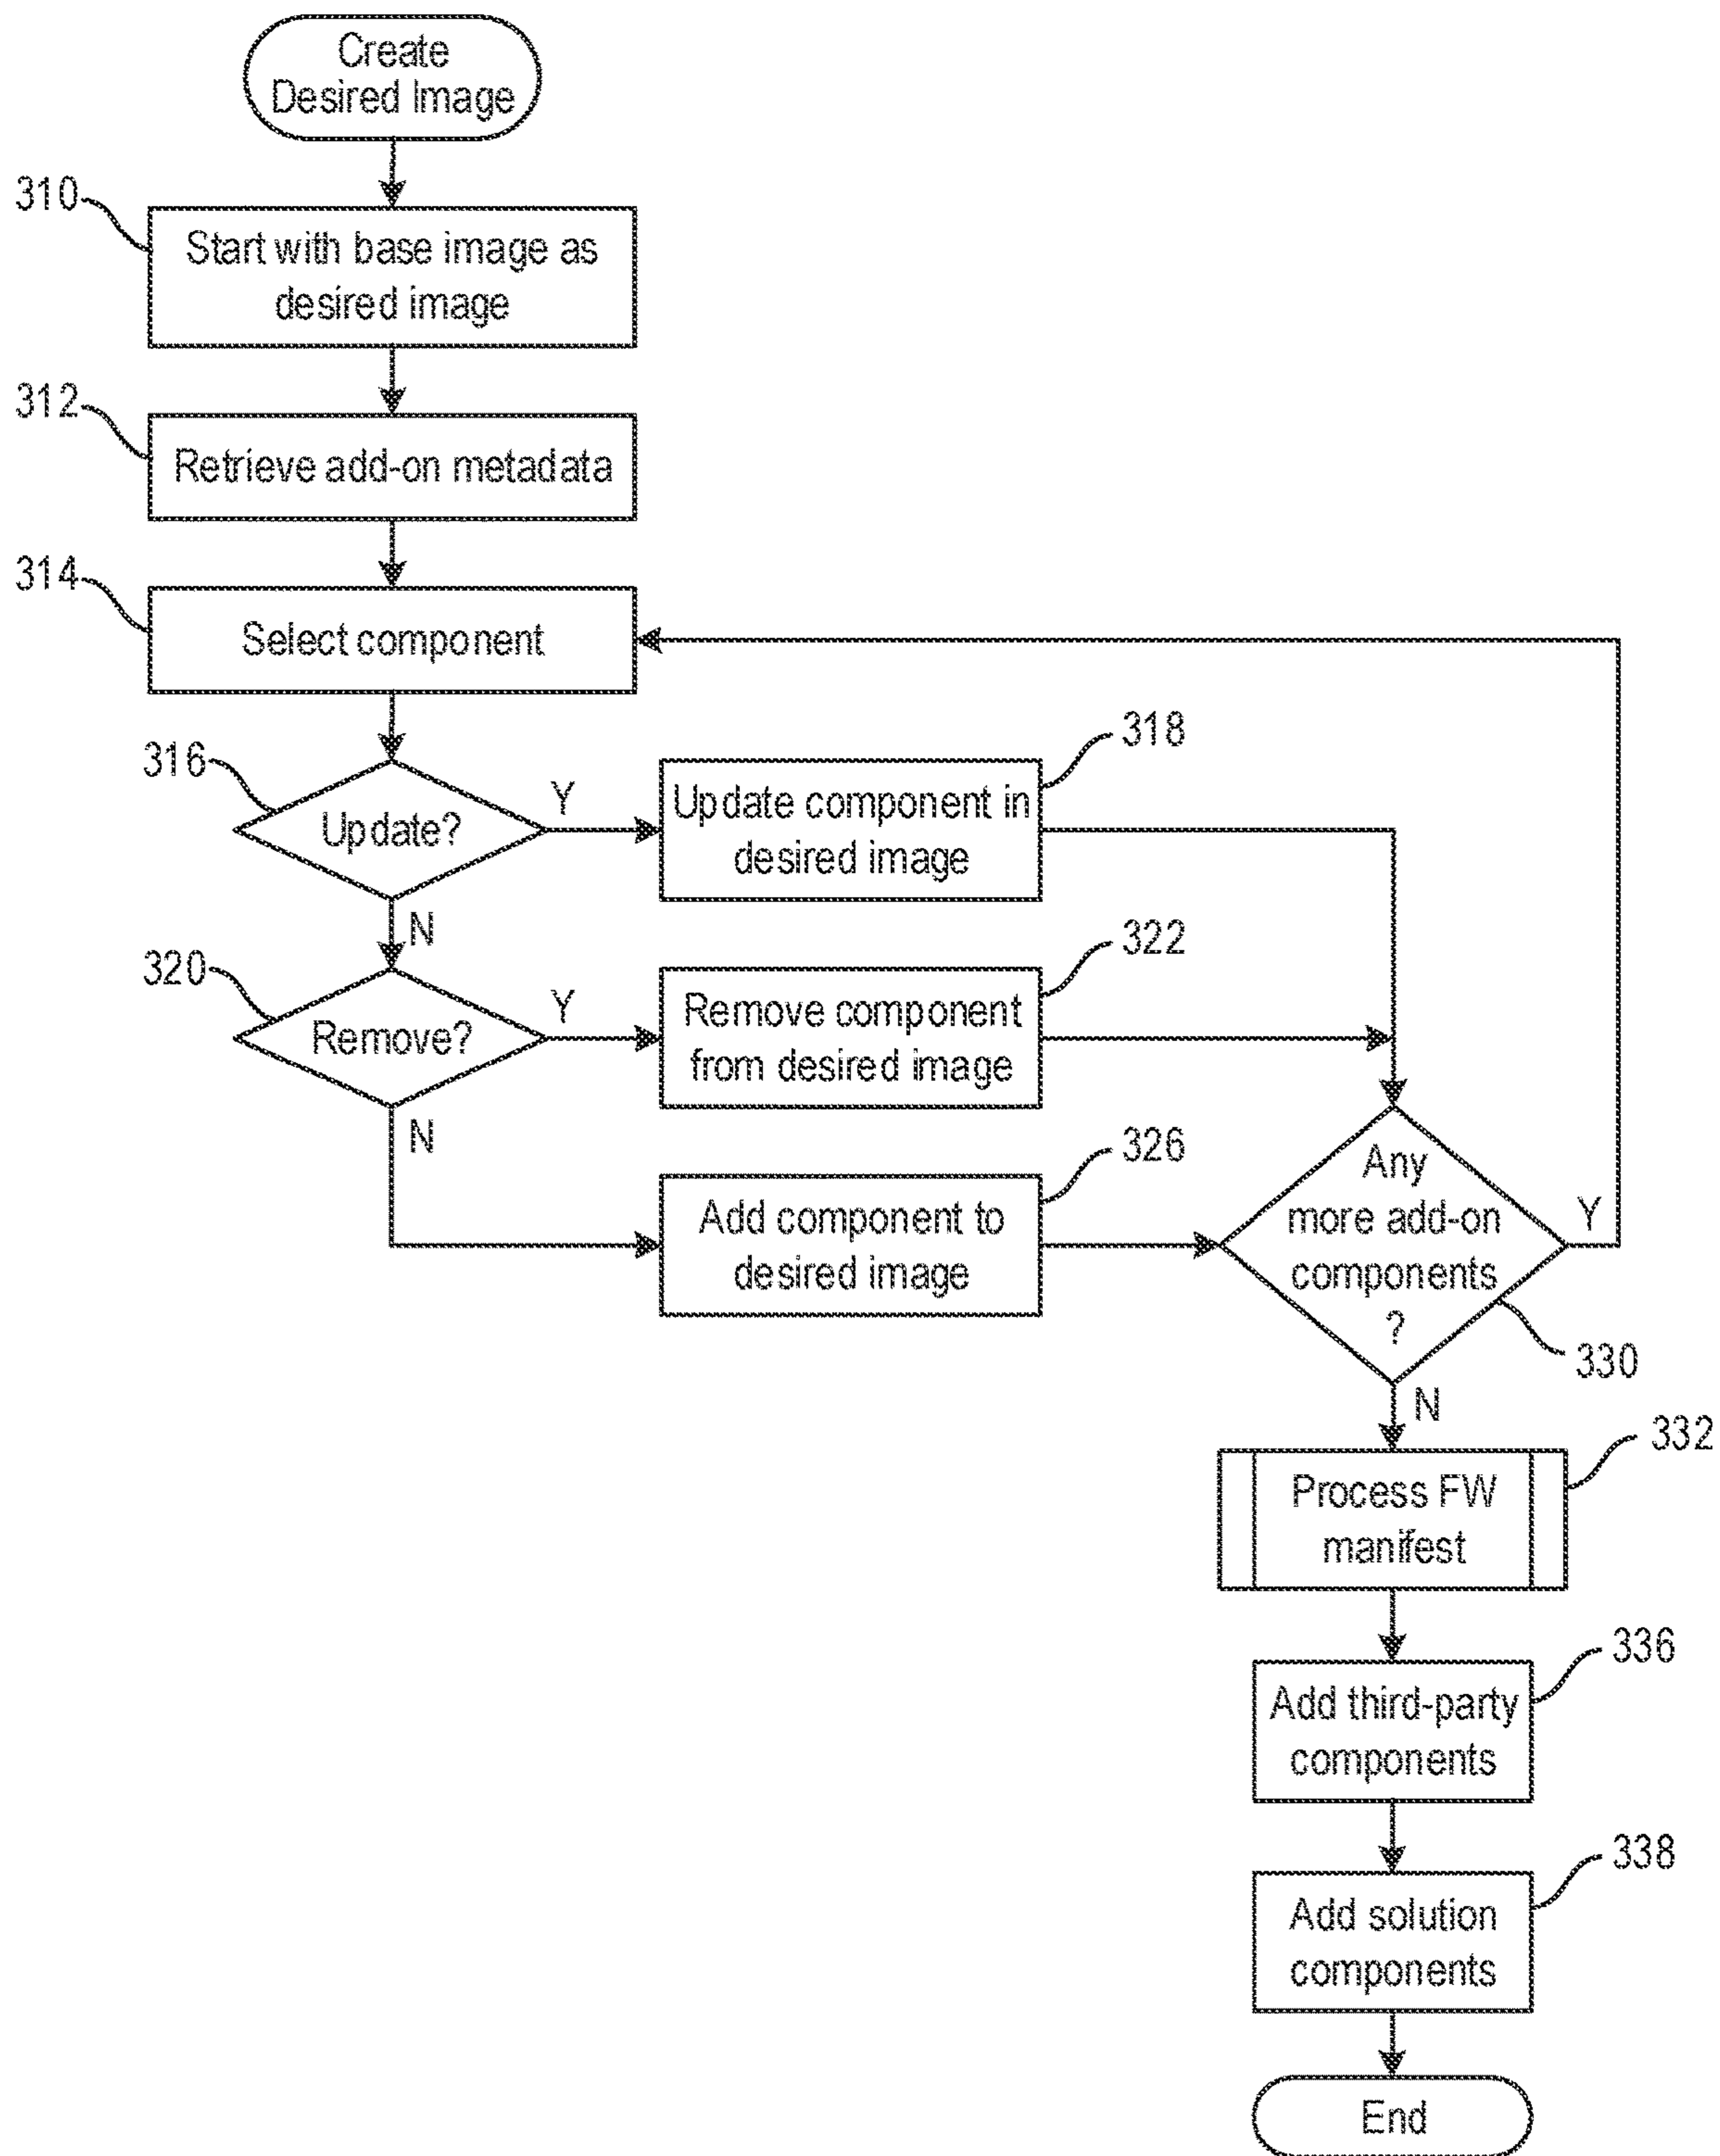 Create
Desired Image
310
Start with base image as
desired image
312
Retrieve add-on metadata
314
Select component
316
Update?
Y
N
318
Update component in
desired image
320
Remove?
Y
N
322
Remove component
from desired image
326
Add component to
desired image
Any
more add-on
components
?
Y
330
N
332
Process FW
manifest
336
Add third-party
components
338
Add solution
components
End